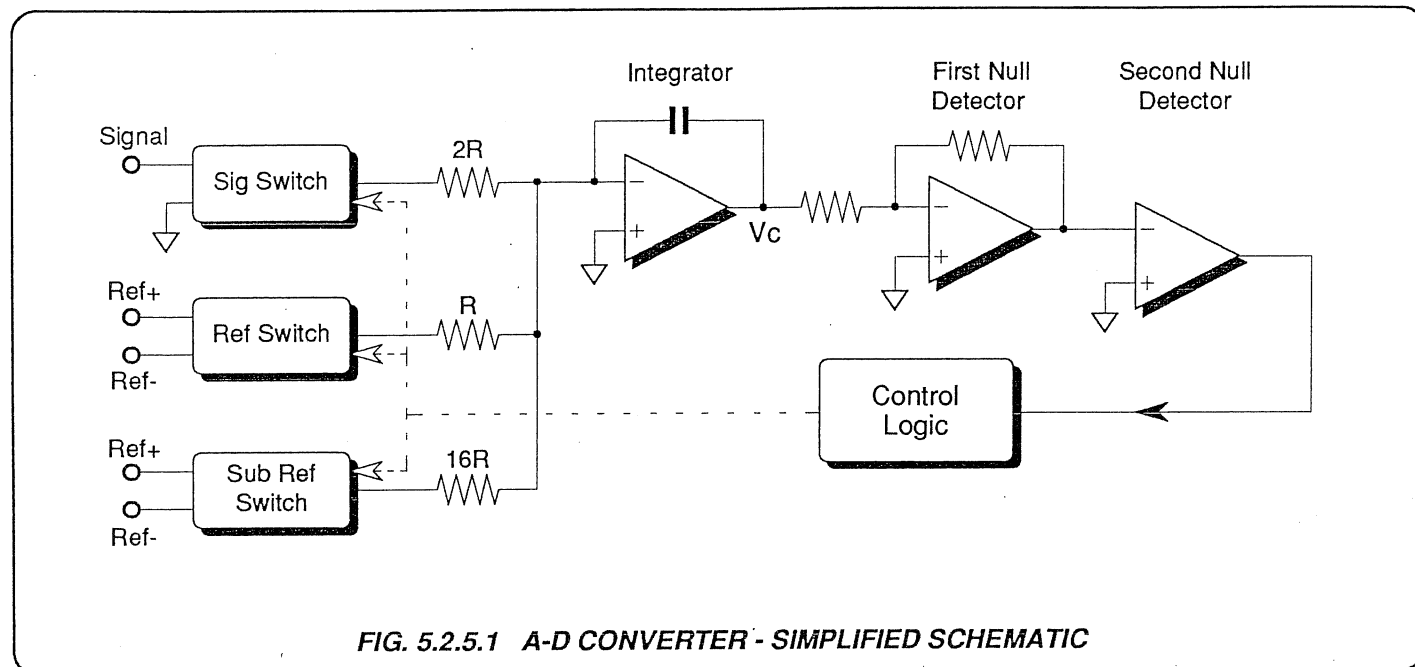 Integrator
First Null
Detector
Second Null
Detector
Signal
Sig Switch
2R
−
+
Vc
−
+
−
+
Ref+
Ref-
Ref Switch
R
Control
Logic
Ref+
Ref-
Sub Ref
Switch
16R
FIG. 5.2.5.1 A-D CONVERTER - SIMPLIFIED SCHEMATIC